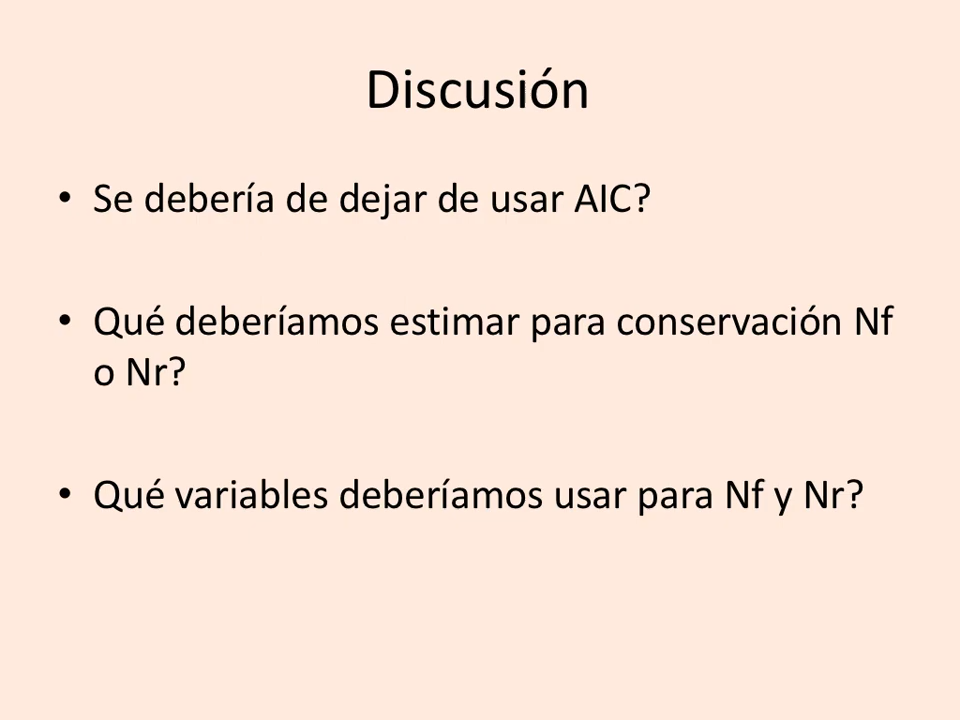 Discusión
• Se debería de dejar de usar AIC?
• Qué deberíamos estimar para conservación Nf
o Nr?
• Qué variables deberíamos usar para Nf y Nr?